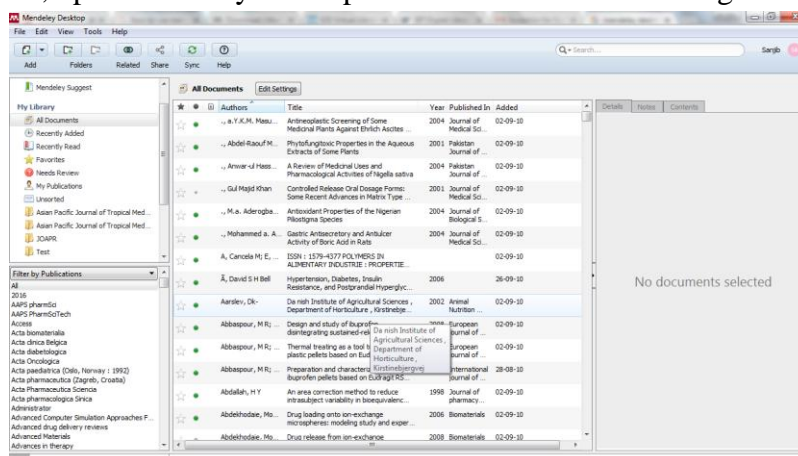 Mendeley Desktop
File Edit View Tools Help
Add Folders Related Share Sync Help
Search...
Sanjib
Mendeley Suggest
My Library
All Documents
Recently Added
Recently Read
Favorites
Needs Review
My Publications
Unsorted
Asian Pacific Journal of Tropical Med...
Asian Pacific Journal of Tropical Med...
JOAPR
Test
Filter by Publications
All
2016
AAPS pharmSci
AAPS PharmSciTech
Access
Acta biomaterialia
Acta clinica Belgica
Acta diabetologica
Acta Oncologica
Acta paediatrica (Oslo, Norway : 1992)
Acta pharmaceutica (Zagreb, Croatia)
Acta Pharmaceutica Sciencia
Acta pharmacologica Sinica
Administrator
Advanced Computer Simulation Approaches F...
Advanced drug delivery reviews
Advanced Materials
Advances in therapy
All Documents Edit Settings
Authors Title Year Published In Added
., a.Y.K.M. Masu... Antineoplastic Screening of Some 2004 Journal of 02-09-10
Medicinal Plants Against Ehrlich Ascites ... Medical Sci...
., Abdel-Raouf M... Phytofungitoxic Properties in the Aqueous 2001 Pakistan 02-09-10
Extracts of Some Plants Journal of ...
., Anwar-ul Hass... A Review of Medicinal Uses and 2004 Pakistan 02-09-10
Pharmacological Activities of Nigella sativa Journal of ...
., Gul Majid Khan Controlled Release Oral Dosage Forms: 2001 Journal of 02-09-10
Some Recent Advances in Matrix Type ... Medical Sci...
., M.a. Aderogba... Antioxidant Properties of the Nigerian 2004 Journal of 02-09-10
Piliostigma Species Biological S...
., Mohammed a. A... Gastric Antisecretory and Antiulcer 2004 Journal of 02-09-10
Activity of Boric Acid in Rats Medical Sci...
A, Cancela M; E, ... ISSN : 1579-4377 POLYMERS IN 02-09-10
ALIMENTARY INDUSTRIE : PROPERTIE...
Ã, David S H Bell Hypertension, Diabetes, Insulin 2006 26-09-10
Resistance, and Postprandial Hyperglyc...
Aarslev, Dk- Da nish Institute of Agricultural Sciences , 2002 Animal 02-09-10
Department of Horticulture , Kirstinebje... Nutrition ...
Abbaspour, M R; ... Design and study of ibuprofen 2008 European 02-09-10
disintegrating sustained-rel ournal of ...
Abbaspour, M R; ... Thermal treating as a tool European 02-09-10
plastic pellets based on Eud ournal of ...
Abbaspour, M R; ... Preparation and characteriz International 28-08-10
ibuprofen pellets based on Eudragit RS... journal of ...
Da nish Institute of
Agricultural Sciences ,
Department of
Horticulture ,
Kirstinebjergvej
Abdallah, H Y An area correction method to reduce 1998 Journal of 02-09-10
intrasubject variability in bioequivalenc... pharmacy...
Abdekhodaie, Mo... Drug loading onto ion-exchange 2006 Biomaterials 02-09-10
microspheres: modeling study and exper...
Abdekhodaie, Mo... Drug release from ion-exchange 2008 Biomaterials 02-09-10
Details Notes Contents
No documents selected